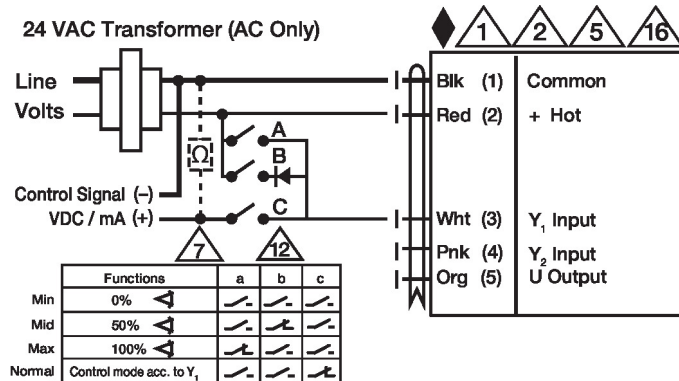 24 VAC Transformer (AC Only)
1 2 5 16
Line
Volts
Blk (1) Common
Red (2) + Hot
A
Ω
B
Control Signal (–)
VDC / mA (+)
C
Wht (3) Y1 Input
Pnk (4) Y2 Input
Org (5) U Output
7 12
Functions a b c
Min 0%
Mid 50%
Max 100%
Normal Control mode acc. to Y1